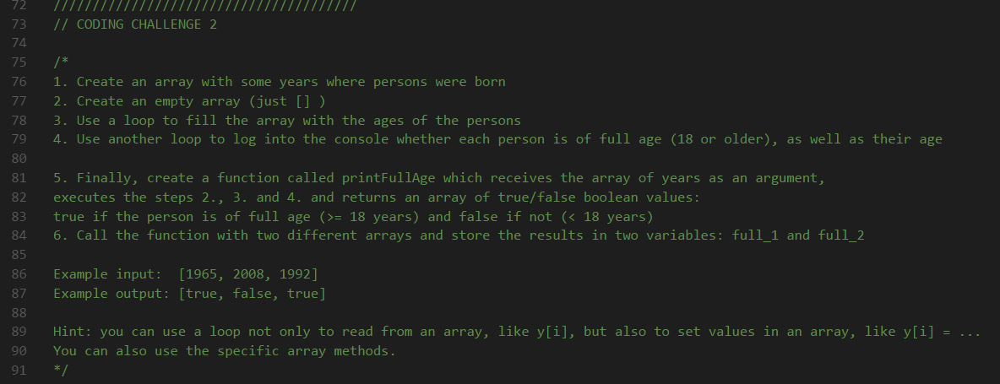 72 ///////////////////////////////////////
73 // CODING CHALLENGE 2
74
75 /*
76 1. Create an array with some years where persons were born
77 2. Create an empty array (just [] )
78 3. Use a loop to fill the array with the ages of the persons
79 4. Use another loop to log into the console whether each person is of full age (18 or older), as well as their age
80
81 5. Finally, create a function called printFullAge which receives the array of years as an argument,
82 executes the steps 2., 3. and 4. and returns an array of true/false boolean values:
83 true if the person is of full age (>= 18 years) and false if not (< 18 years)
84 6. Call the function with two different arrays and store the results in two variables: full_1 and full_2
85
86 Example input:  [1965, 2008, 1992]
87 Example output: [true, false, true]
88
89 Hint: you can use a loop not only to read from an array, like y[i], but also to set values in an array, like y[i] = ...
90 You can also use the specific array methods.
91 */